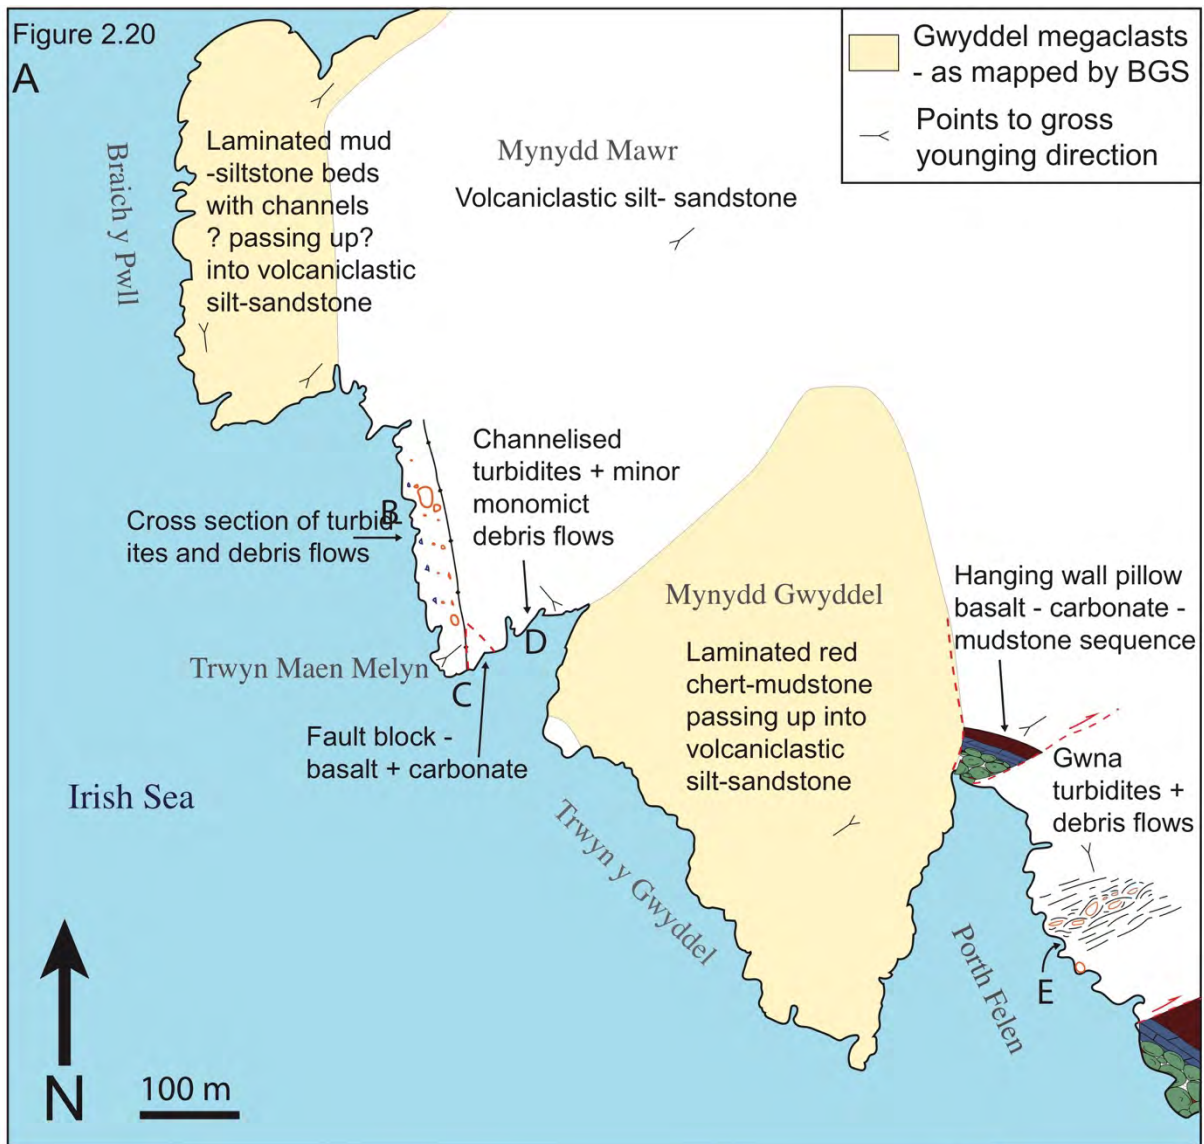 Figure 2.20
A
Gwyddel megaclasts
- as mapped by BGS
Points to gross
younging direction
Braich y Pwll
Laminated mud
-siltstone beds
with channels
? passing up?
into volcaniclastic
silt-sandstone
Mynydd Mawr
Volcaniclastic silt- sandstone
Channelised
turbidites + minor
monomict
debris flows
B
Cross section of turbid-
ites and debris flows
Hanging wall pillow
basalt - carbonate -
mudstone sequence
Mynydd Gwyddel
Laminated red
chert-mudstone
passing up into
volcaniclastic
silt-sandstone
D
Trwyn Maen Melyn
C
Fault block -
basalt + carbonate
Gwna
turbidites +
debris flows
Irish Sea
Trwyn y Gwyddel
Porth Felen
E
N
100 m